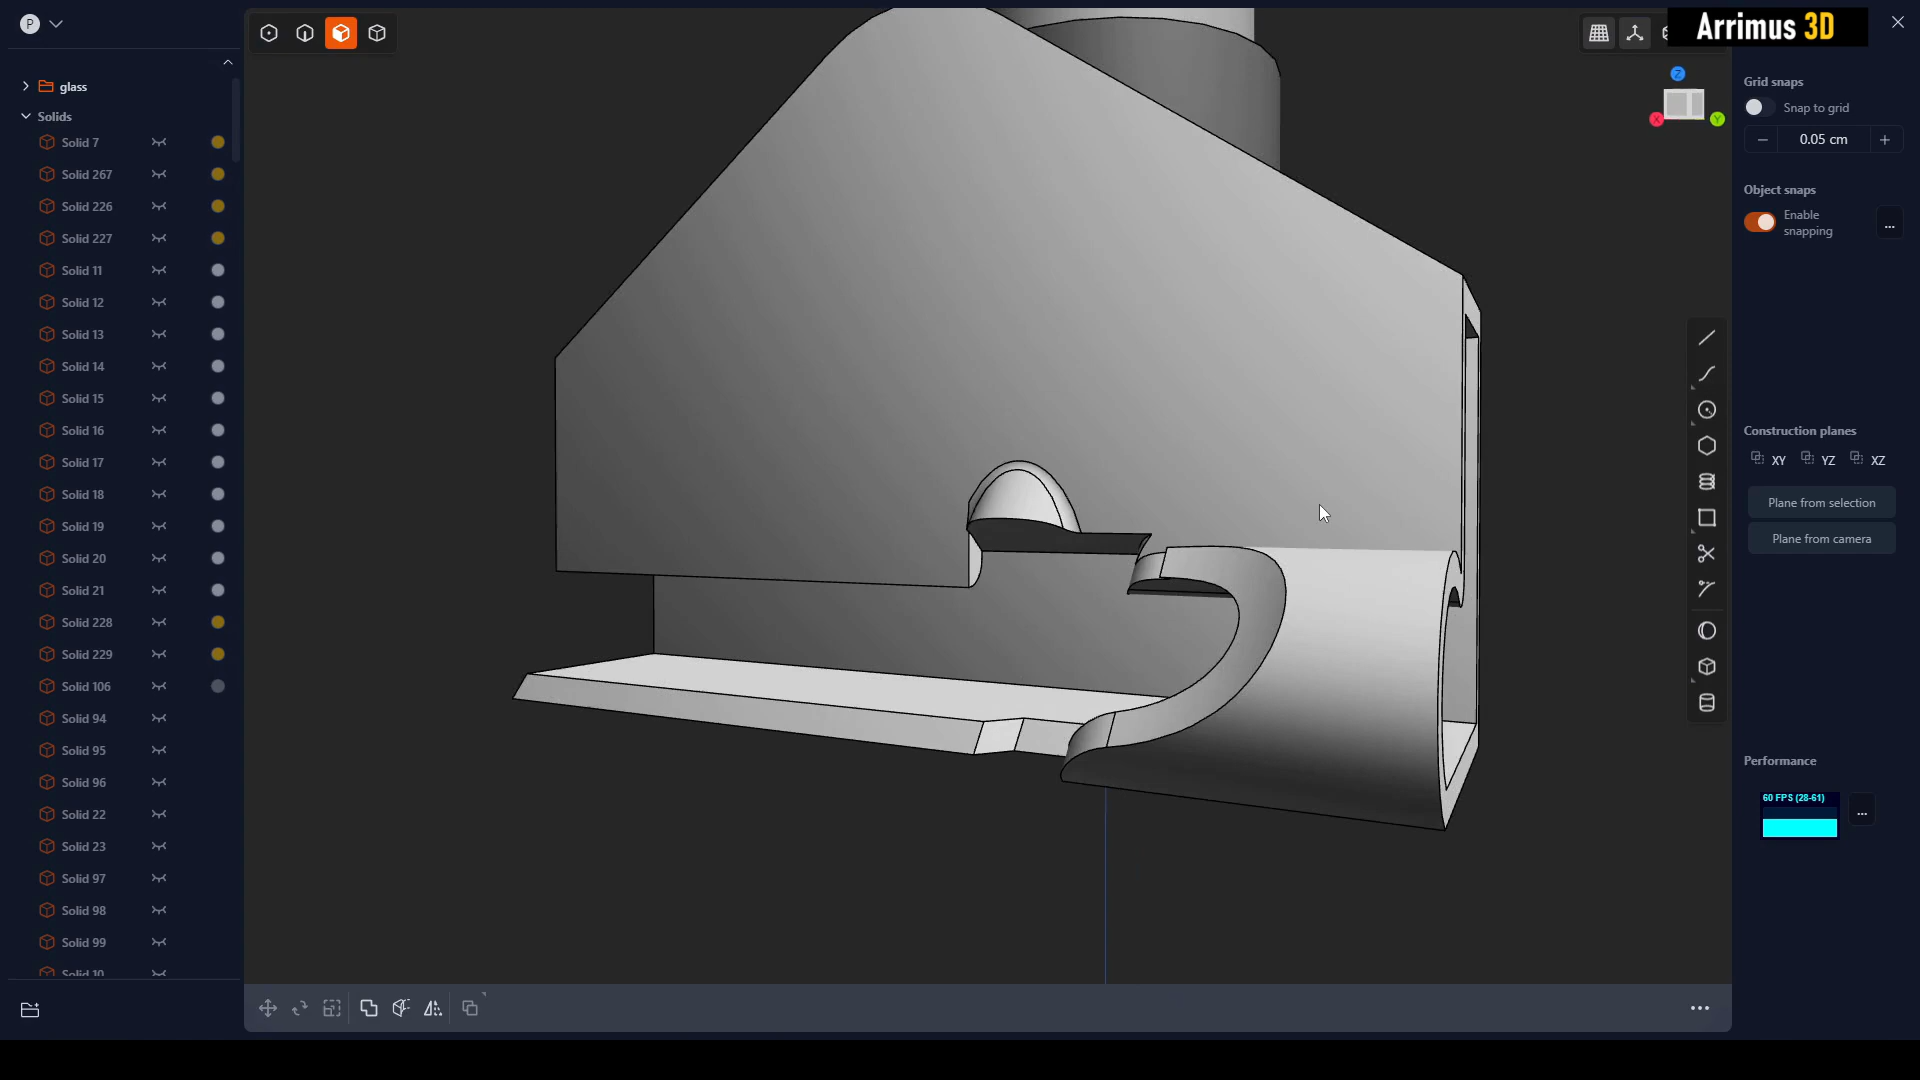 P
Arrimus 3D
glass
Solids
Solid 7
Solid 267
Solid 226
Solid 227
Solid 11
Solid 12
Solid 13
Solid 14
Solid 15
Solid 16
Solid 17
Solid 18
Solid 19
Solid 20
Solid 21
Solid 228
Solid 229
Solid 106
Solid 94
Solid 95
Solid 96
Solid 22
Solid 23
Solid 97
Solid 98
Solid 99
Solid 10
Z
X
Y
Grid snaps
Snap to grid
0.05 cm
Object snaps
Enable
snapping
...
Construction planes
XY YZ XZ
Plane from selection
Plane from camera
Performance
60 FPS (28-61)
...